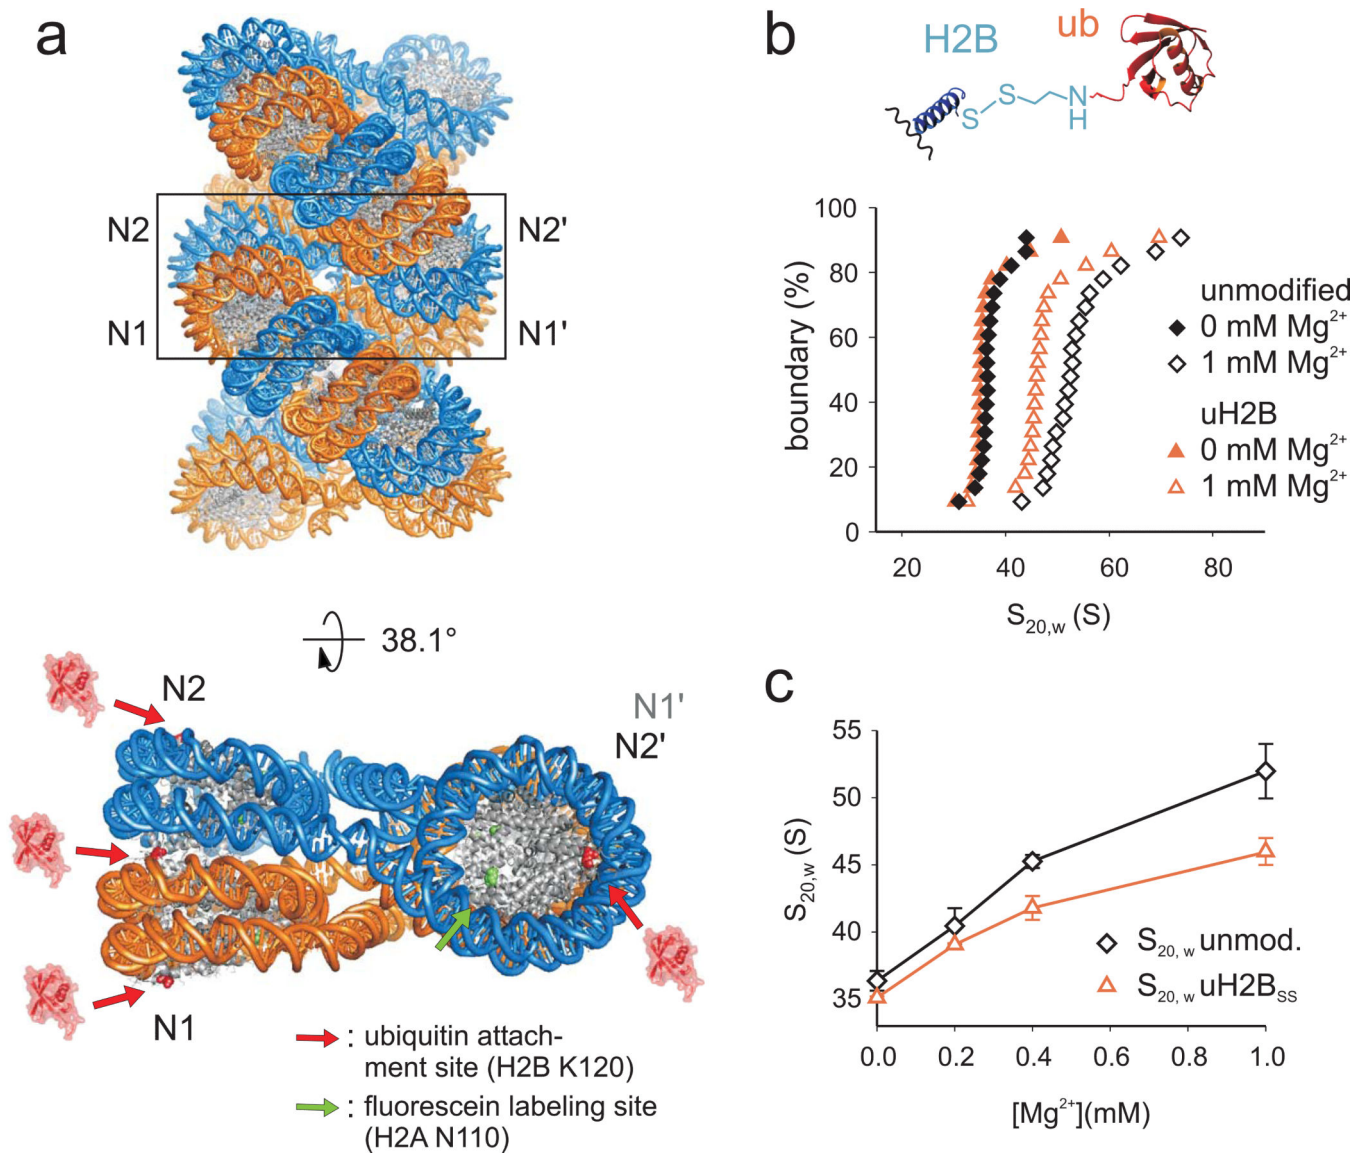 a
N2
N2'
N1
N1'
38.1°
N2
N1'
N2'
N1
: ubiquitin attach-
ment site (H2B K120)
: fluorescein labeling site
(H2A N110)
b
H2B
ub
S
S
N
H
100
80
60
40
20
0
boundary (%)
20
40
60
80
S20,w (S)
unmodified
0 mM Mg2+
1 mM Mg2+
uH2B
0 mM Mg2+
1 mM Mg2+
c
55
50
45
40
35
S20,w (S)
0.0
0.2
0.4
0.6
0.8
1.0
[Mg2+](mM)
S20, w unmod.
S20, w uH2BSS